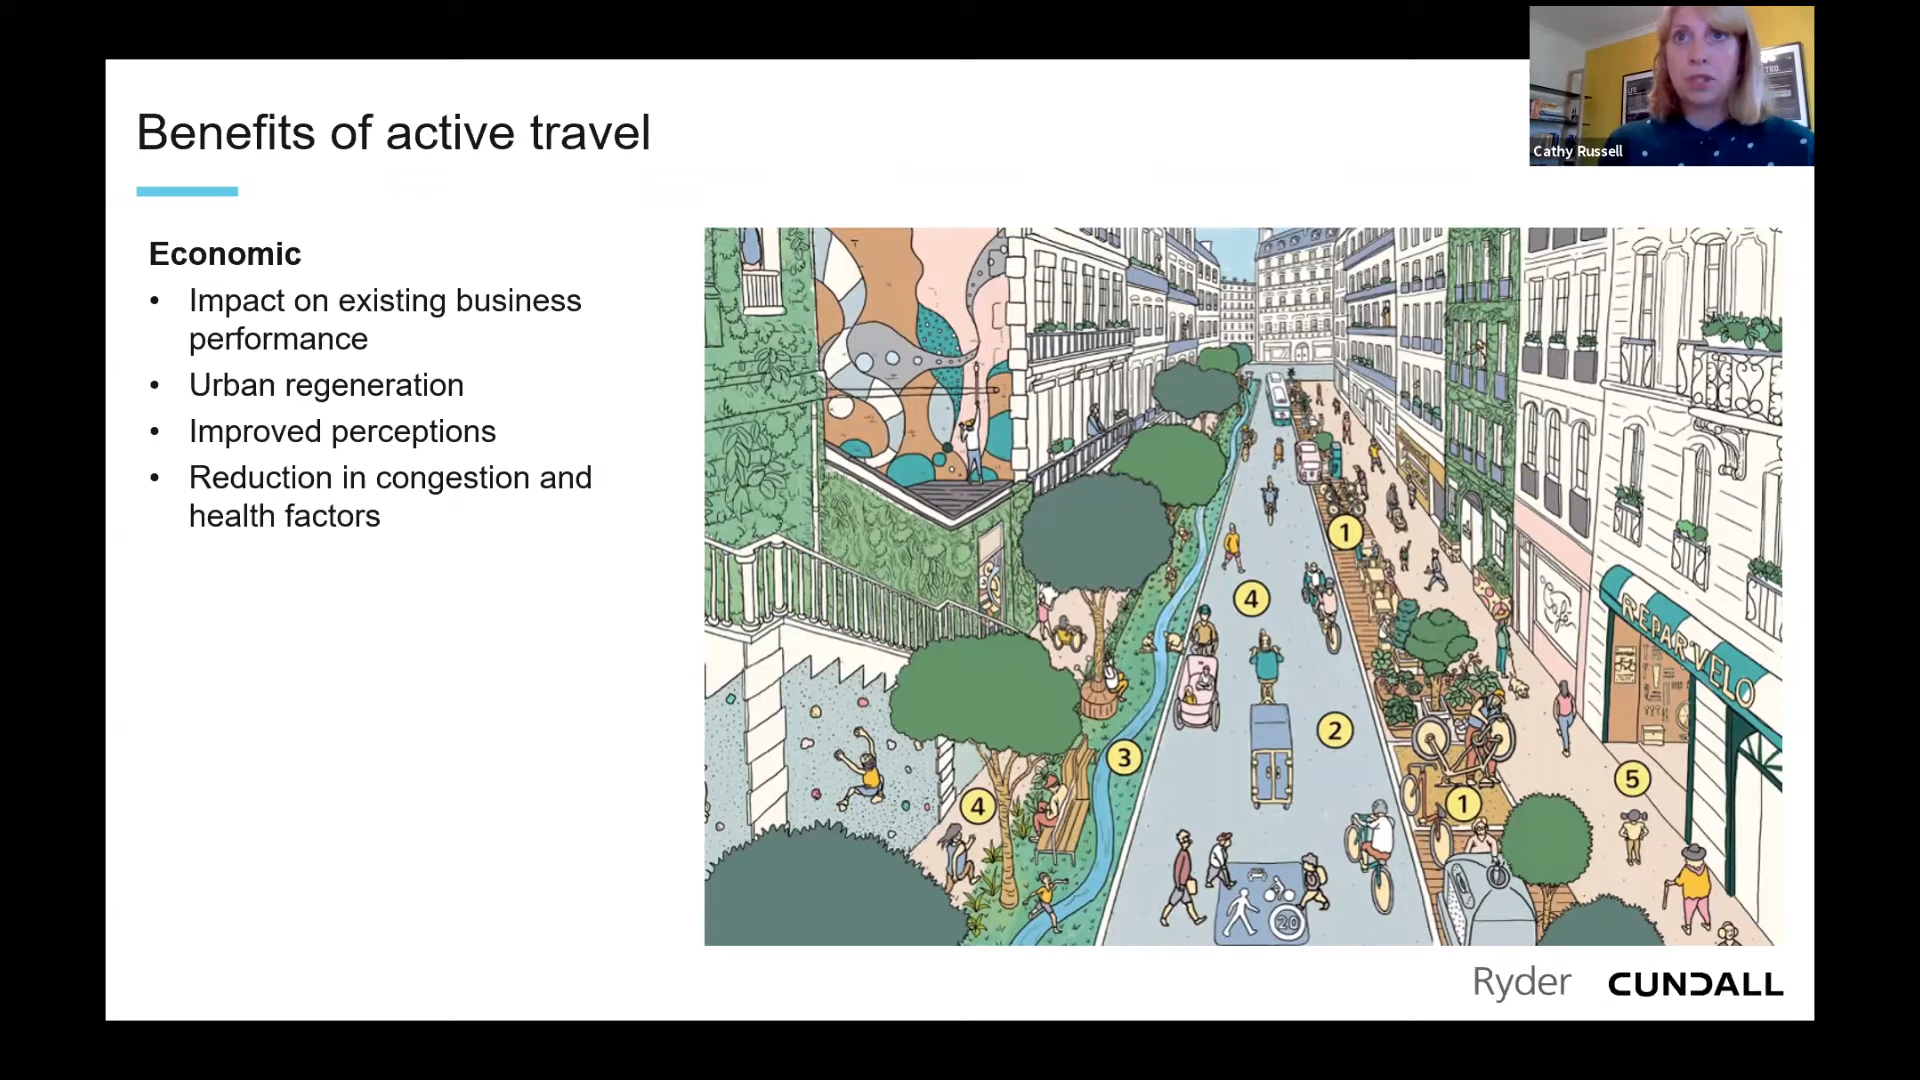 Benefits of active travel
Cathy Russell
Economic
• Impact on existing business
performance
• Urban regeneration
• Improved perceptions
• Reduction in congestion and
health factors
1
4
REPAR'VELO
3
2
5
4
1
20
Ryder CUNDALL